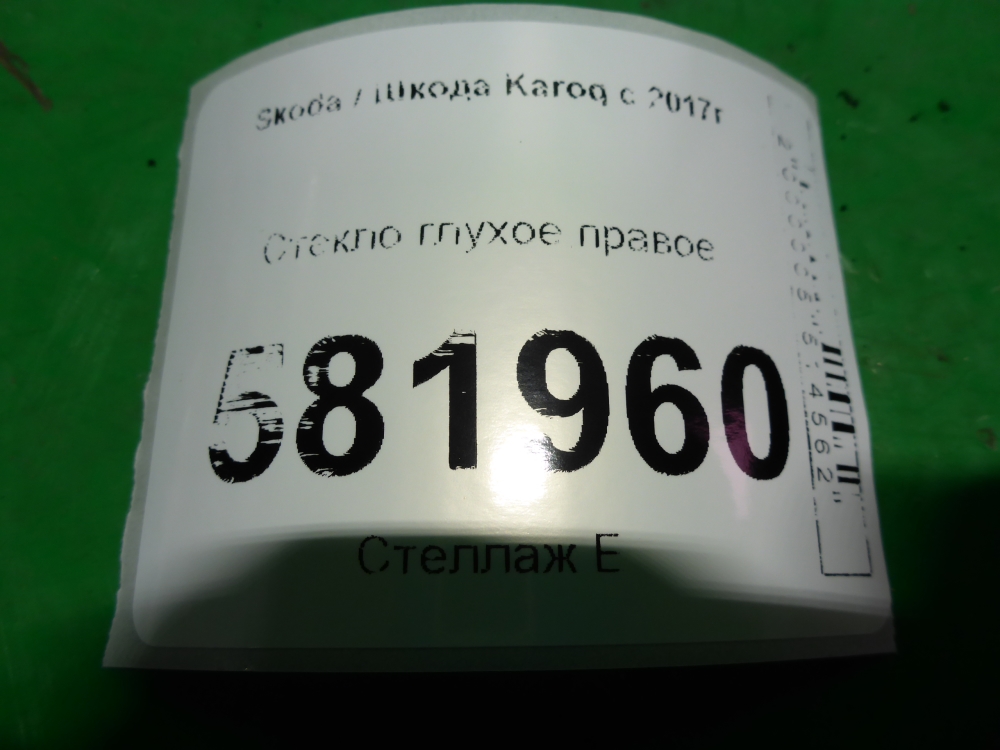 Skoda / Шкода Karoq с 2017г
Стекло глухое правое
581960
Стеллаж Е